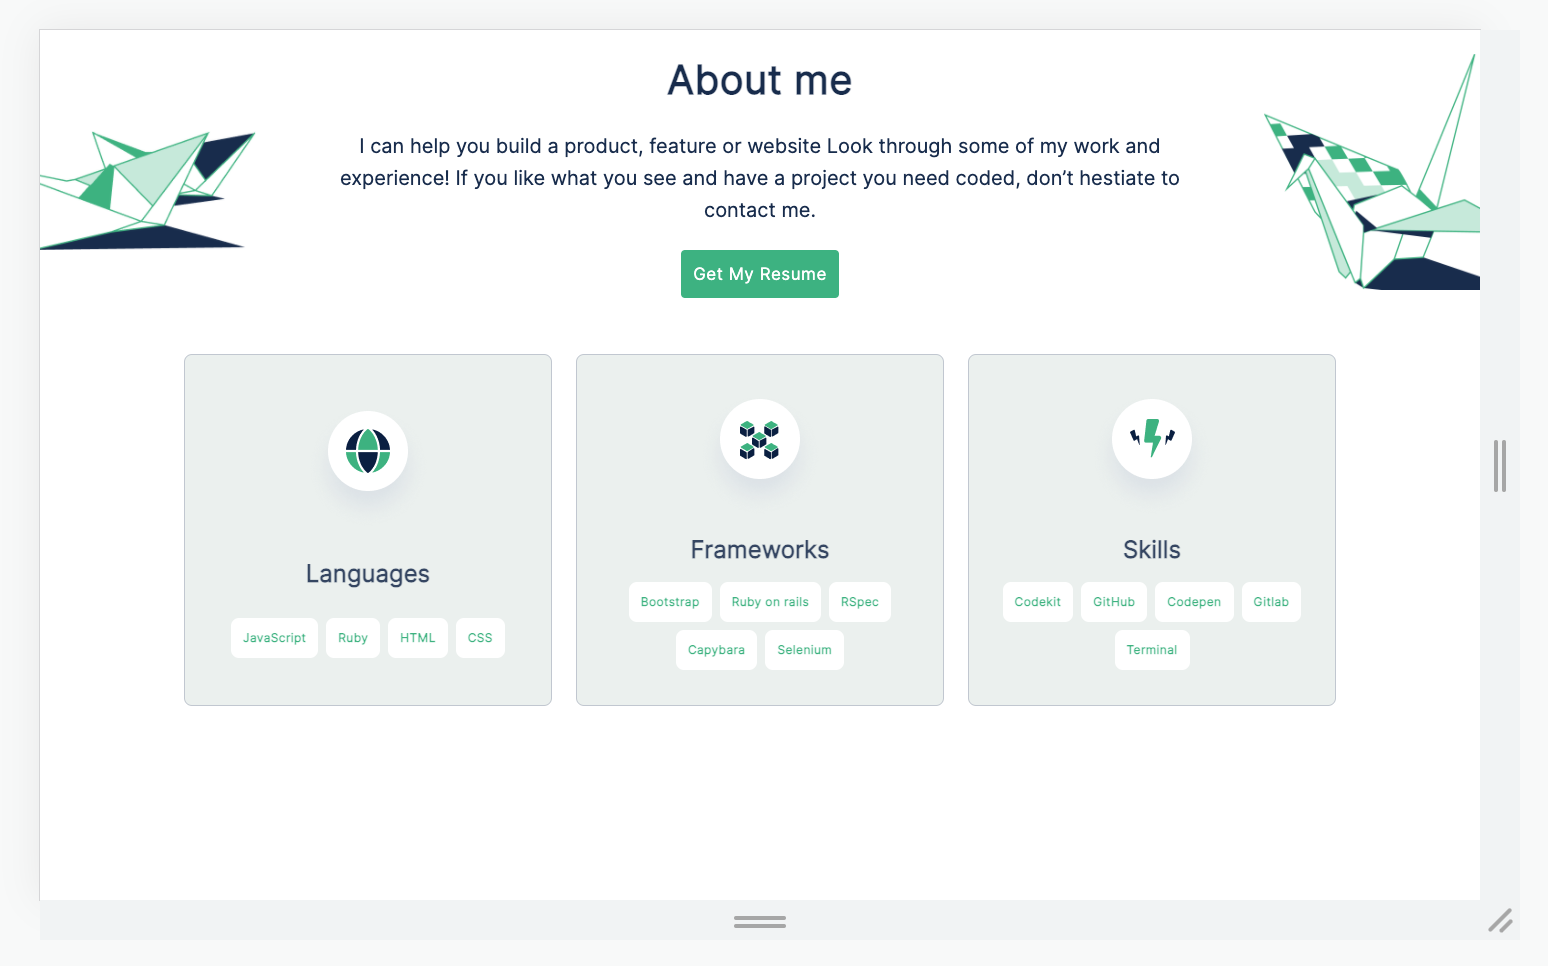 About me
I can help you build a product, feature or website Look through some of my work and
experience! If you like what you see and have a project you need coded, don’t hestiate to
contact me.
Get My Resume
Languages
JavaScript Ruby HTML CSS
Frameworks
Bootstrap Ruby on rails RSpec
Capybara Selenium
Skills
Codekit GitHub Codepen Gitlab
Terminal